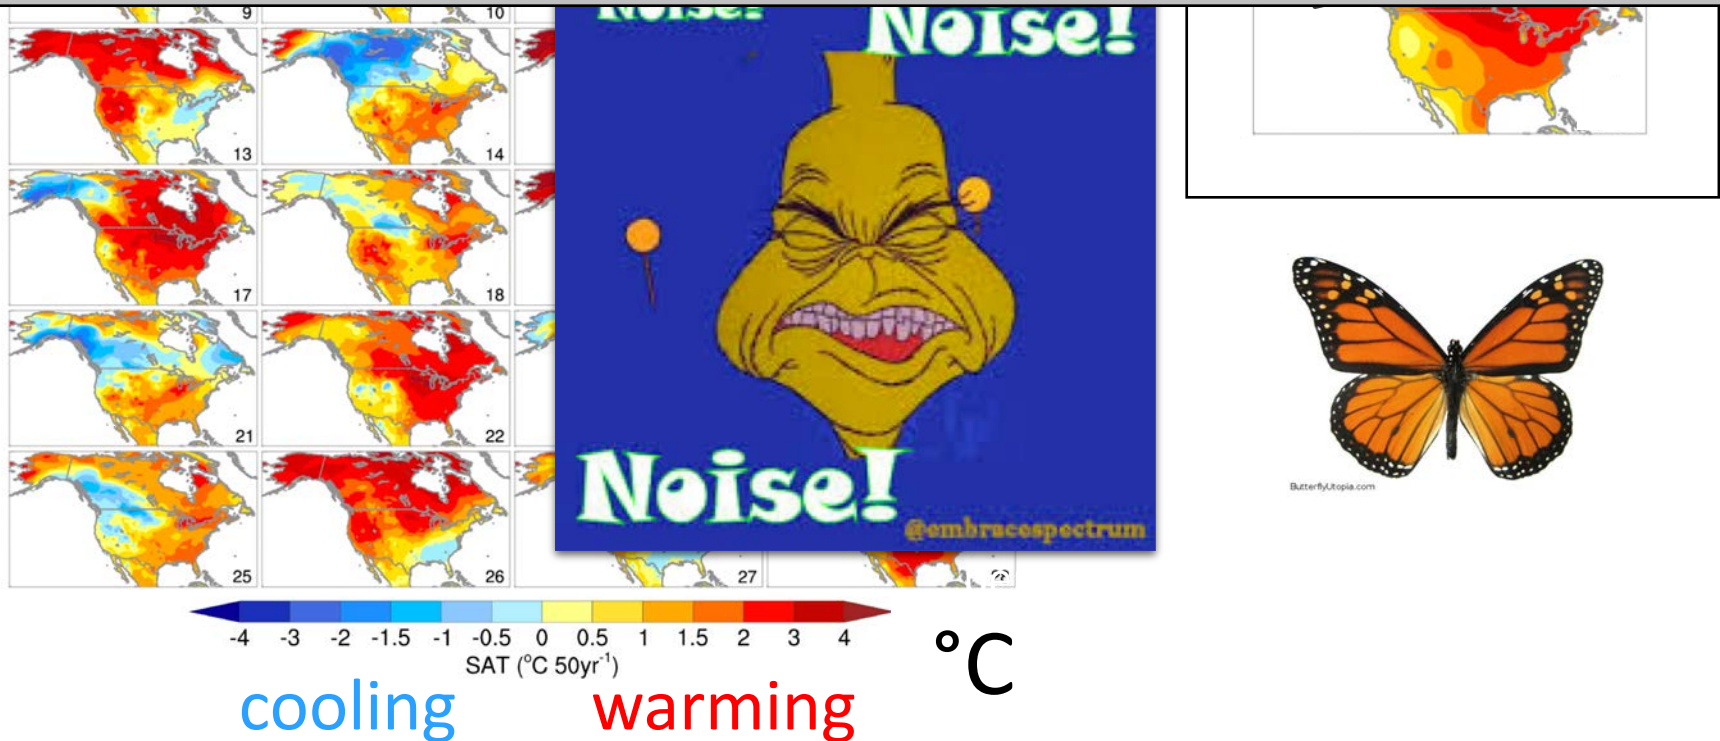 9
10
Noise!
Noise!
13
14
17
18
21
22
Noise!
@embracespectrum
25
26
27
ButterflyUtopia.com
-4 -3 -2 -1.5 -1 -0.5 0 0.5 1 1.5 2 3 4
SAT (°C 50yr⁻¹)
°C
cooling warming